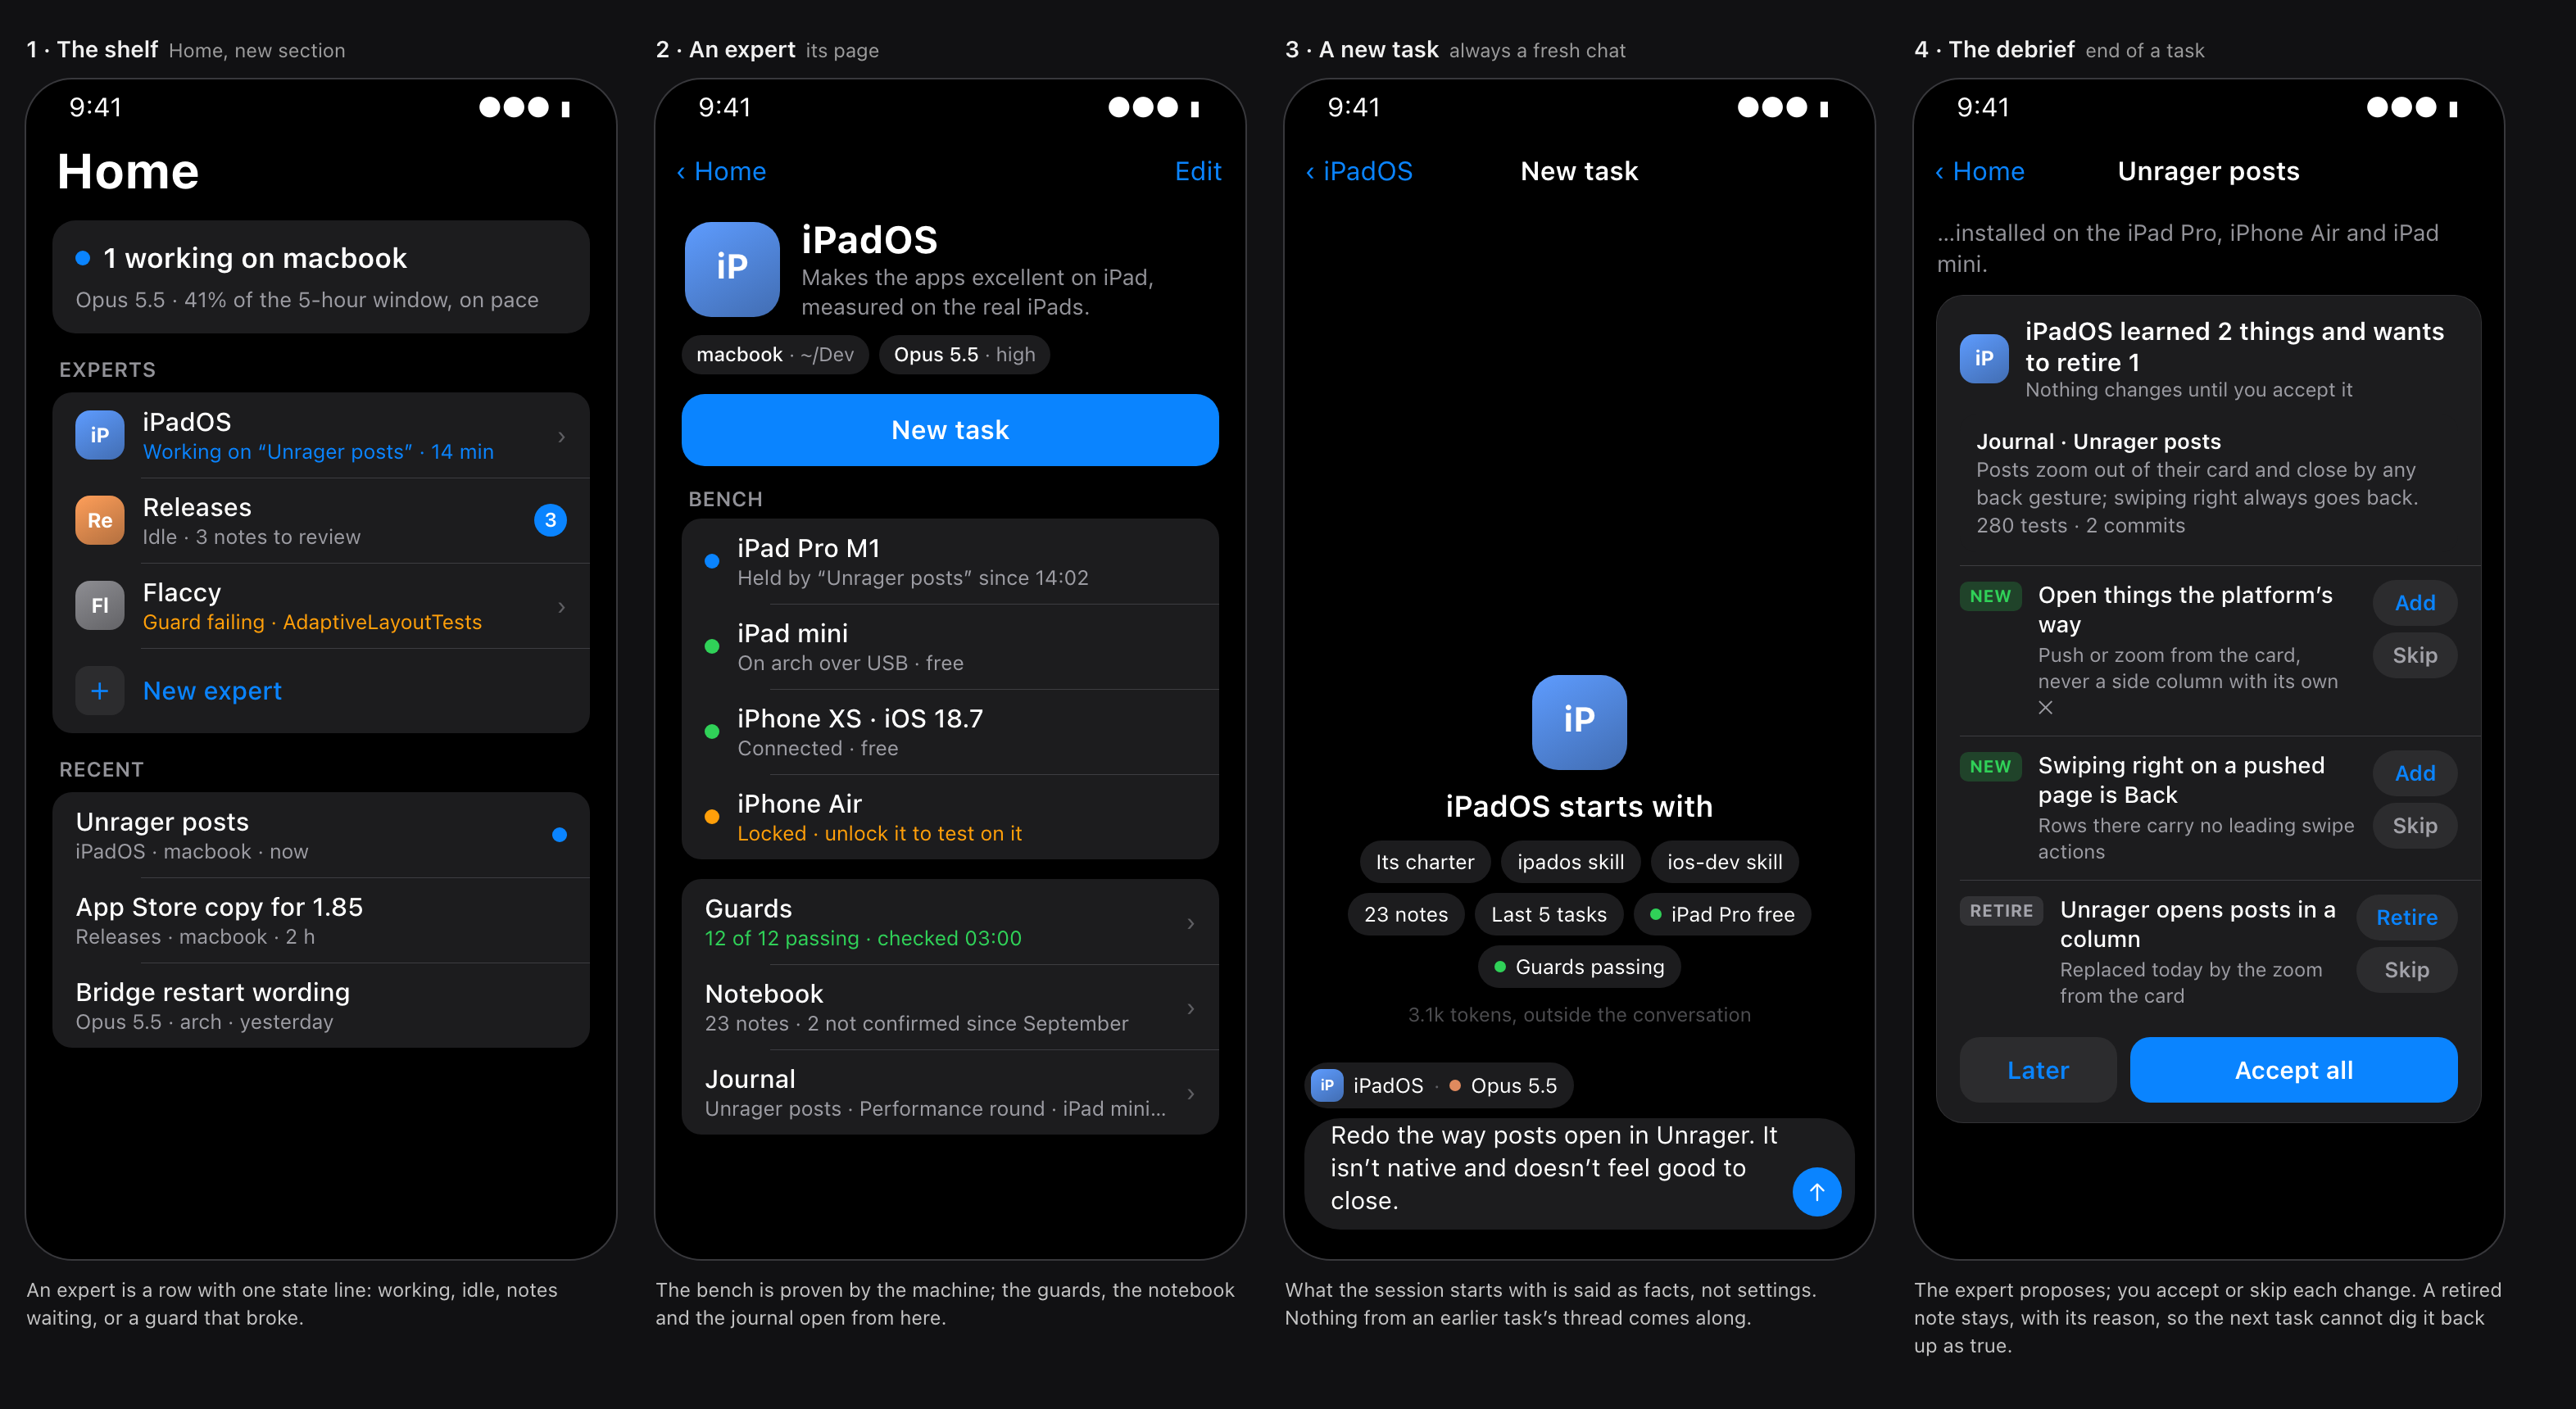 1 · The shelf Home, new section
9:41
Home
1 working on macbook
Opus 5.5 · 41% of the 5-hour window, on pace
EXPERTS
iP
iPadOS
Working on “Unrager posts” · 14 min
›
Re
Releases
Idle · 3 notes to review
3
Fl
Flaccy
Guard failing · AdaptiveLayoutTests
›
+
New expert
RECENT
Unrager posts
iPadOS · macbook · now
App Store copy for 1.85
Releases · macbook · 2 h
Bridge restart wording
Opus 5.5 · arch · yesterday
An expert is a row with one state line: working, idle, notes
waiting, or a guard that broke.
2 · An expert its page
9:41
‹ Home
Edit
iP
iPadOS
Makes the apps excellent on iPad,
measured on the real iPads.
macbook · ~/Dev
Opus 5.5 · high
New task
BENCH
iPad Pro M1
Held by “Unrager posts” since 14:02
iPad mini
On arch over USB · free
iPhone XS · iOS 18.7
Connected · free
iPhone Air
Locked · unlock it to test on it
Guards
12 of 12 passing · checked 03:00
›
Notebook
23 notes · 2 not confirmed since September
›
Journal
Unrager posts · Performance round · iPad mini…
›
The bench is proven by the machine; the guards, the notebook
and the journal open from here.
3 · A new task always a fresh chat
9:41
‹ iPadOS
New task
iP
iPadOS starts with
Its charter
ipados skill
ios-dev skill
23 notes
Last 5 tasks
iPad Pro free
Guards passing
3.1k tokens, outside the conversation
iP
iPadOS · Opus 5.5
Redo the way posts open in Unrager. It
isn’t native and doesn’t feel good to
close.
↑
What the session starts with is said as facts, not settings.
Nothing from an earlier task’s thread comes along.
4 · The debrief end of a task
9:41
‹ Home
Unrager posts
…installed on the iPad Pro, iPhone Air and iPad
mini.
iP
iPadOS learned 2 things and wants
to retire 1
Nothing changes until you accept it
Journal · Unrager posts
Posts zoom out of their card and close by any
back gesture; swiping right always goes back.
280 tests · 2 commits
NEW
Open things the platform’s
way
Push or zoom from the card,
never a side column with its own
×
Add
Skip
NEW
Swiping right on a pushed
page is Back
Rows there carry no leading swipe
actions
Add
Skip
RETIRE
Unrager opens posts in a
column
Replaced today by the zoom
from the card
Retire
Skip
Later
Accept all
The expert proposes; you accept or skip each change. A retired
note stays, with its reason, so the next task cannot dig it back
up as true.